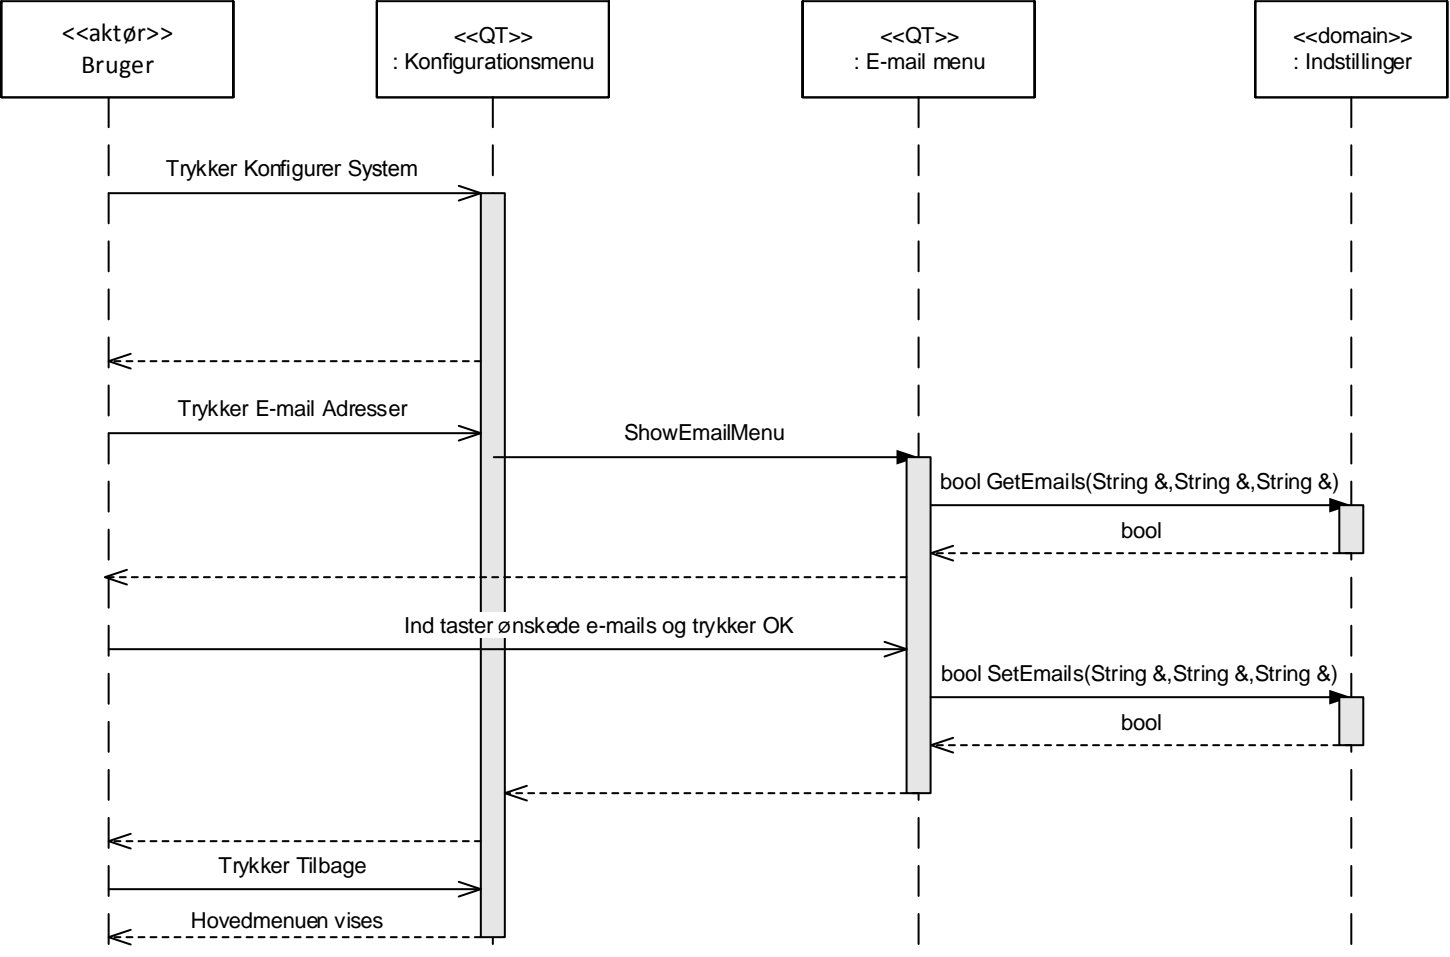 <<aktør>>
Bruger
<<QT>>
: Konfigurationsmenu
<<QT>>
: E-mail menu
<<domain>>
: Indstillinger
Trykker Konfigurer System
Trykker E-mail Adresser
ShowEmailMenu
bool GetEmails(String &,String &,String &)
bool
Ind taster ønskede e-mails og trykker OK
bool SetEmails(String &,String &,String &)
bool
Trykker Tilbage
Hovedmenuen vises